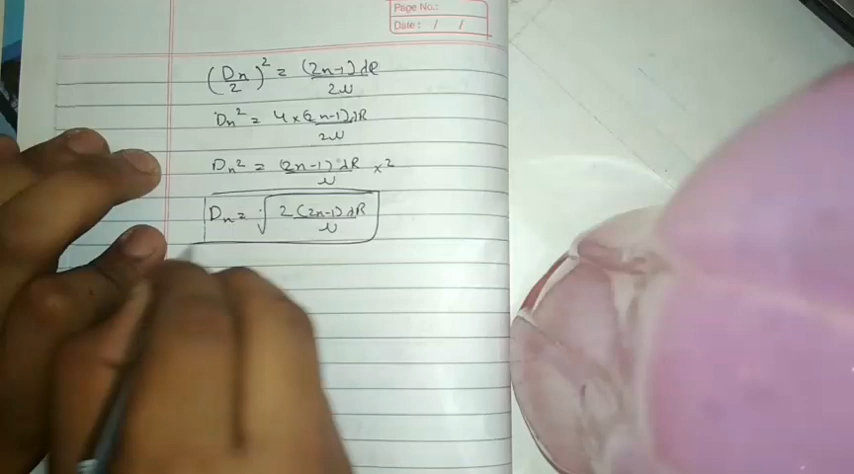 Page No.:
Date : / /
(Dn/2)² = (2n-1)λR / 2μ
Dn² = 4 × (2n-1)λR / 2μ
Dn² = (2n-1)λR / μ × 2
Dn = √(2(2n-1)λR / μ)